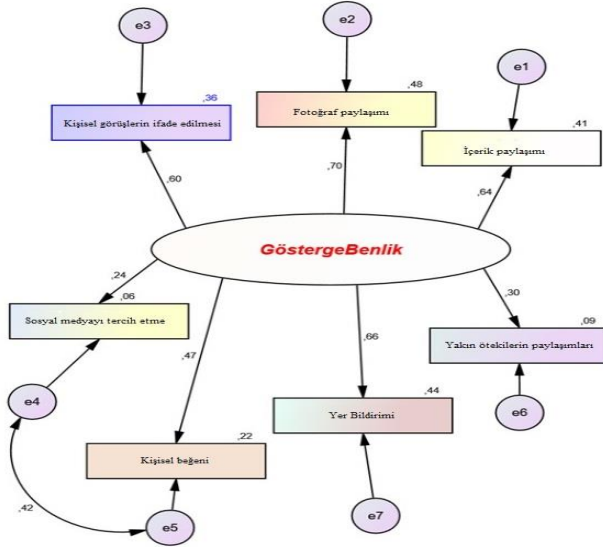 e3
e2
e1
,36
,48
,41
Kişisel görüşlerin ifade edilmesi
Fotoğraf paylaşımı
İçerik paylaşımı
,60
,70
,64
GöstergeBenlik
,24
,06
,30
,09
Sosyal medyayı tercih etme
,47
,66
Yakın ötekilerin paylaşımları
e4
,44
e6
Yer Bildirimi
,22
Kişisel beğeni
,42
e5
e7